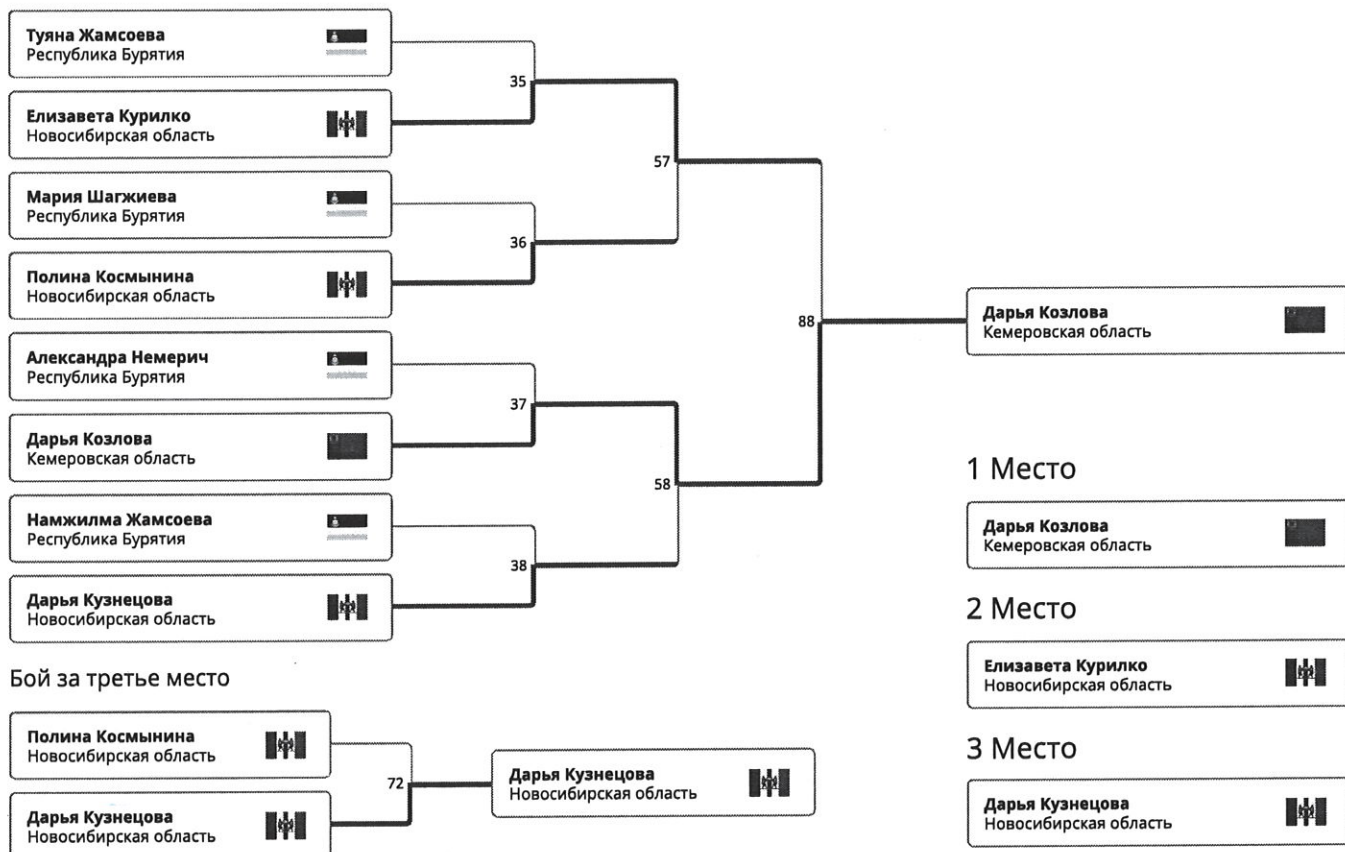 Туяна Жамсоева
Республика Бурятия
Елизавета Курилко
Новосибирская область
Мария Шагжиева
Республика Бурятия
Полина Космынина
Новосибирская область
Александра Немерич
Республика Бурятия
Дарья Козлова
Кемеровская область
Намжилма Жамсоева
Республика Бурятия
Дарья Кузнецова
Новосибирская область
35
36
37
38
57
58
88
Дарья Козлова
Кемеровская область
Бой за третье место
Полина Космынина
Новосибирская область
Дарья Кузнецова
Новосибирская область
72
Дарья Кузнецова
Новосибирская область
1 Место
Дарья Козлова
Кемеровская область
2 Место
Елизавета Курилко
Новосибирская область
3 Место
Дарья Кузнецова
Новосибирская область